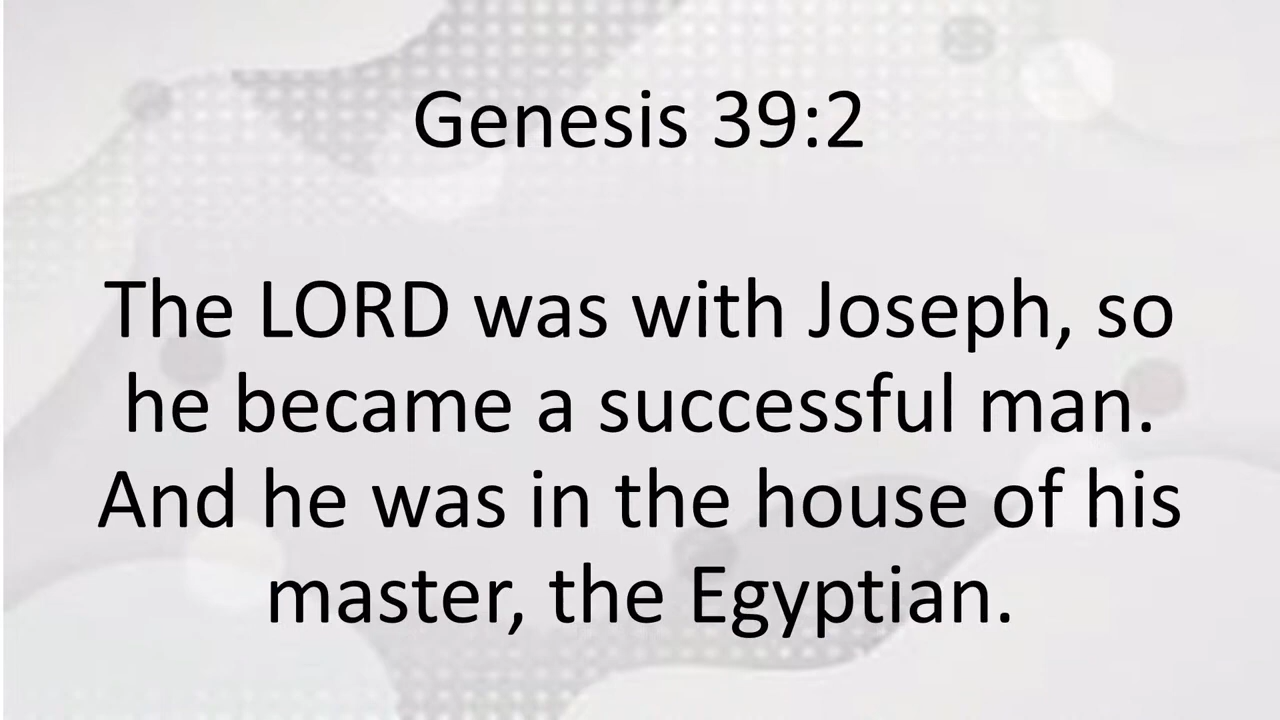 Genesis 39:2
The LORD was with Joseph, so
he became a successful man.
And he was in the house of his
master, the Egyptian.